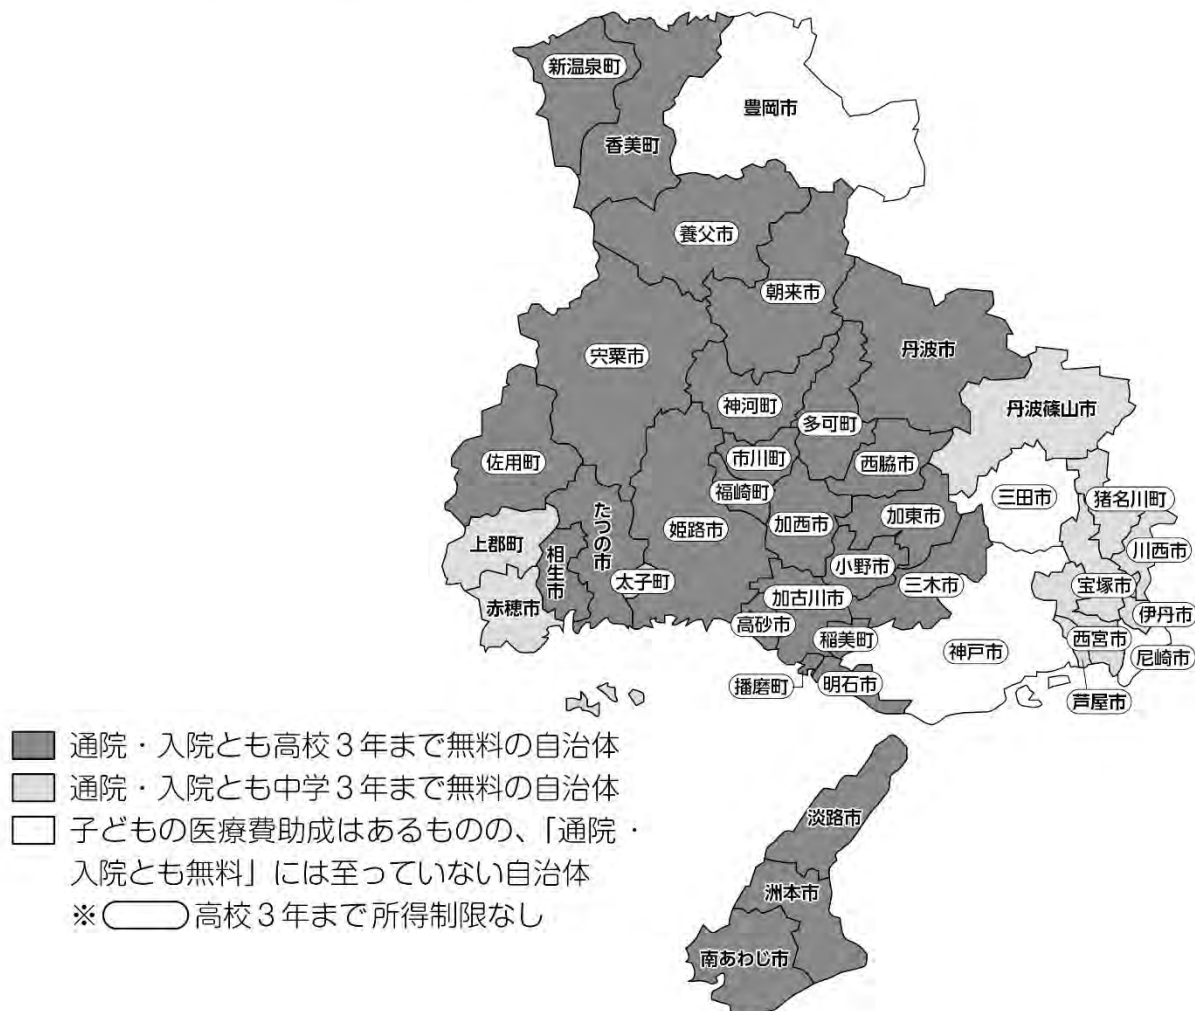 新温泉町
豊岡市
香美町
養父市
朝来市
宍粟市
丹波市
神河町
丹波篠山市
多可町
佐用町
市川町
西脇市
福崎町
三田市
猪名川町
たつの市
姫路市
加西市
加東市
上郡町
相生市
川西市
小野市
太子町
三木市
宝塚市
赤穂市
加古川市
伊丹市
高砂市
稲美町
西宮市
神戸市
尼崎市
播磨町
明石市
芦屋市
通院・入院とも高校3年まで無料の自治体
通院・入院とも中学3年まで無料の自治体
子どもの医療費助成はあるものの、「通院・
入院とも無料」には至っていない自治体
※ 高校3年まで所得制限なし
淡路市
洲本市
南あわじ市